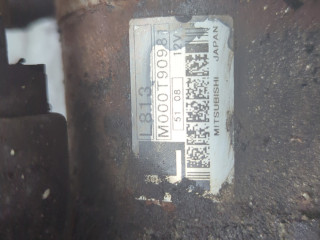 L813
M000T90981
51 08 12V
MITSUBISHI JAPAN